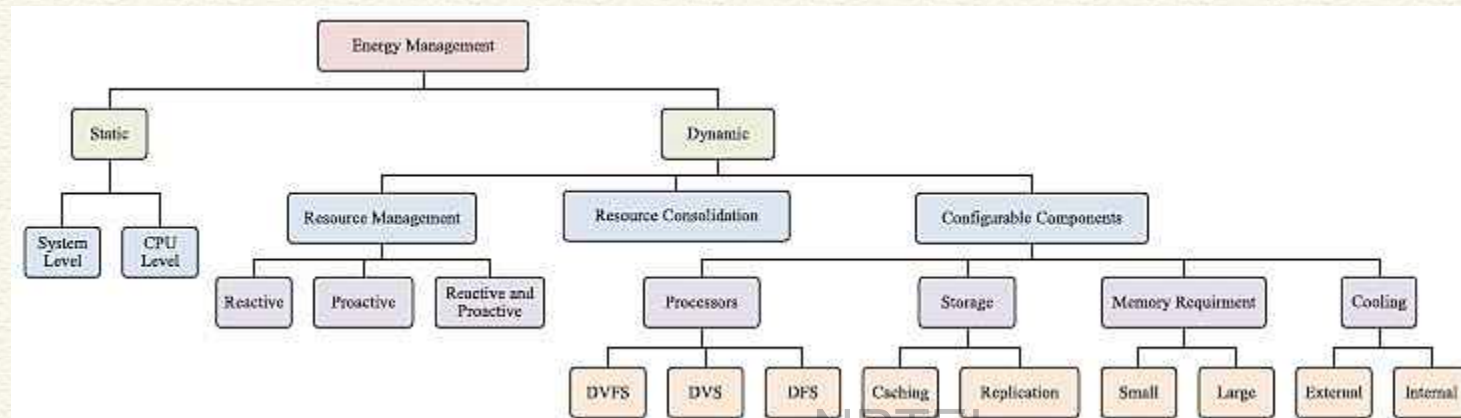 Energy Management
Static
Dynamic
Resource Management
Resource Consolidation
Configurable Components
System
Level
CPU
Level
Reactive
Proactive
Reactive and
Proactive
Processors
Storage
Memory Requirment
Cooling
DVFS
DVS
DFS
Caching
Replication
Small
Large
External
Internal
NPTEL